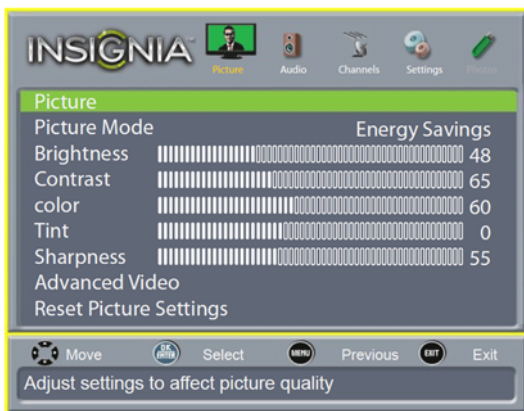 INSIGNIA
Picture Audio Channels Settings Photos
Picture
Picture Mode Energy Savings
Brightness 48
Contrast 65
color 60
Tint 0
Sharpness 55
Advanced Video
Reset Picture Settings
Move OK ENTER Select MENU Previous EXIT Exit
Adjust settings to affect picture quality